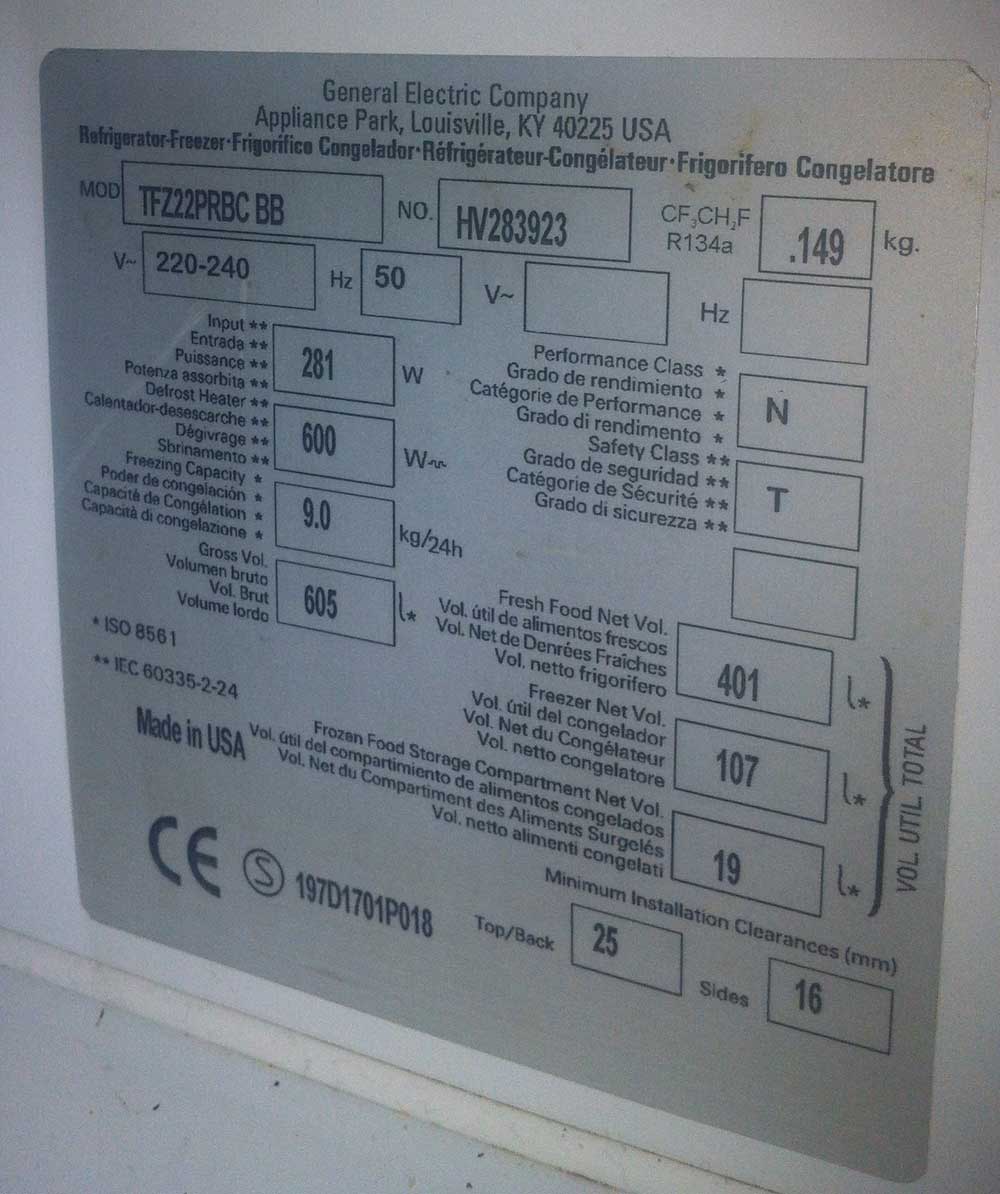 General Electric Company
Appliance Park, Louisville, KY 40225 USA
Refrigerator-Freezer·Frigorífico Congelador·Réfrigérateur-Congélateur·Frigorifero Congelatore
MOD TFZ22PRBC BB NO. HV283923 CF₃CH₂F R134a .149 kg.
V~ 220-240 Hz 50 V~ Hz
Input **
Entrada **
Puissance **
Potenza assorbita **
281 W
Defrost Heater **
Calentador-desescarche **
Dégivrage **
Sbrinamento **
600 W
Freezing Capacity *
Poder de congelación *
Capacité de Congélation *
Capacità di congelazione *
9.0 kg/24h
Gross Vol.
Volumen bruto
Vol. Brut
Volume lordo
605 l*
* ISO 8561
** IEC 60335-2-24
Made in USA
Performance Class *
Grado de rendimiento *
Catégorie de Performance *
Grado di rendimento *
N
Safety Class **
Grado de seguridad **
Catégorie de Sécurité **
Grado di sicurezza **
T
Fresh Food Net Vol.
Vol. útil de alimentos frescos
Vol. Net de Denrées Fraîches
Vol. netto frigorifero
401 l*
Freezer Net Vol.
Vol. útil del congelador
Vol. Net du Congélateur
Vol. netto congelatore
107 l*
Frozen Food Storage Compartment Net Vol.
Vol. útil del compartimiento de alimentos congelados
Vol. Net du Compartiment des Aliments Surgelés
Vol. netto alimenti congelati
19 l*
VOL UTIL TOTAL
CE S 197D1701P018
Minimum Installation Clearances (mm)
Top/Back 25 Sides 16